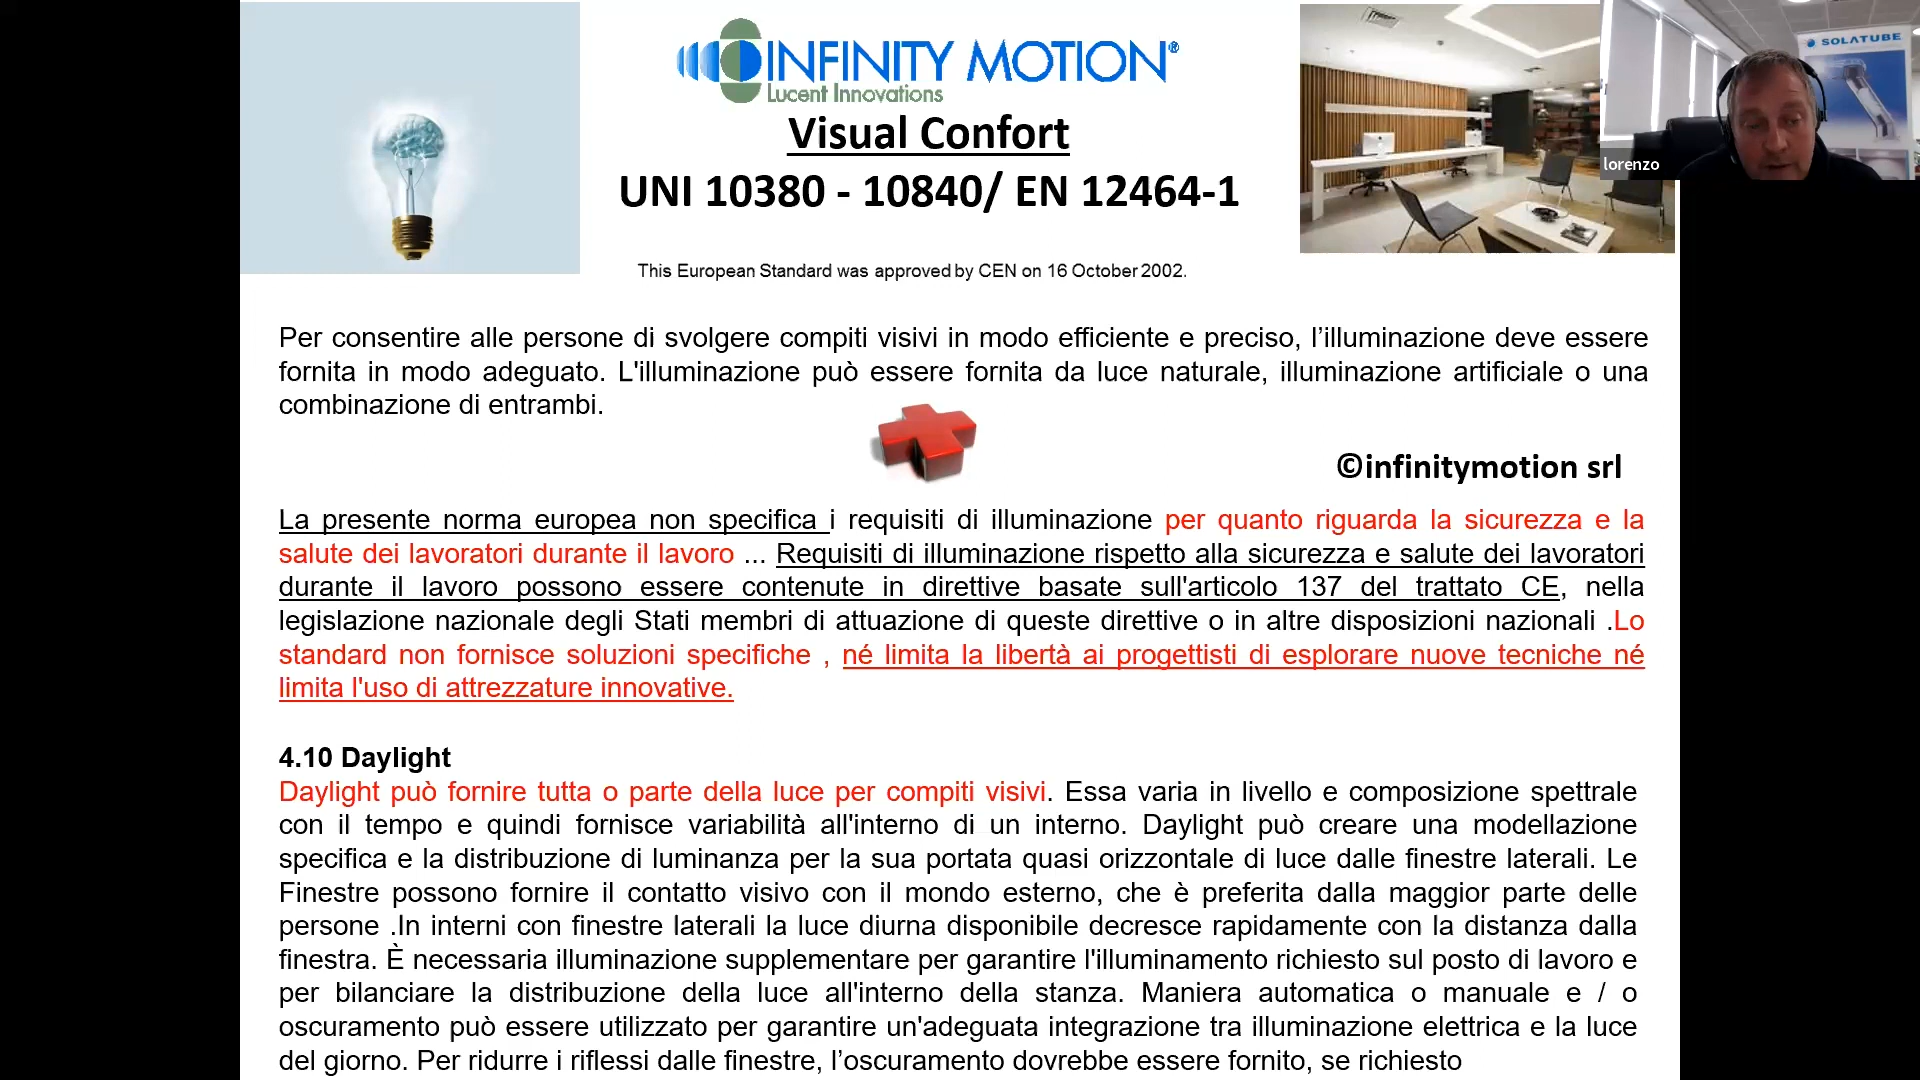 INFINITY MOTION®
Lucent Innovations
Visual Confort
UNI 10380 - 10840/ EN 12464-1
This European Standard was approved by CEN on 16 October 2002.
SOLATUBE
lorenzo
Per consentire alle persone di svolgere compiti visivi in modo efficiente e preciso, l’illuminazione deve essere
fornita in modo adeguato. L'illuminazione può essere fornita da luce naturale, illuminazione artificiale o una
combinazione di entrambi.
©infinitymotion srl
La presente norma europea non specifica i requisiti di illuminazione per quanto riguarda la sicurezza e la
salute dei lavoratori durante il lavoro ... Requisiti di illuminazione rispetto alla sicurezza e salute dei lavoratori
durante il lavoro possono essere contenute in direttive basate sull'articolo 137 del trattato CE, nella
legislazione nazionale degli Stati membri di attuazione di queste direttive o in altre disposizioni nazionali .Lo
standard non fornisce soluzioni specifiche , né limita la libertà ai progettisti di esplorare nuove tecniche né
limita l'uso di attrezzature innovative.
4.10 Daylight
Daylight può fornire tutta o parte della luce per compiti visivi. Essa varia in livello e composizione spettrale
con il tempo e quindi fornisce variabilità all'interno di un interno. Daylight può creare una modellazione
specifica e la distribuzione di luminanza per la sua portata quasi orizzontale di luce dalle finestre laterali. Le
Finestre possono fornire il contatto visivo con il mondo esterno, che è preferita dalla maggior parte delle
persone .In interni con finestre laterali la luce diurna disponibile decresce rapidamente con la distanza dalla
finestra. È necessaria illuminazione supplementare per garantire l'illuminamento richiesto sul posto di lavoro e
per bilanciare la distribuzione della luce all'interno della stanza. Maniera automatica o manuale e / o
oscuramento può essere utilizzato per garantire un'adeguata integrazione tra illuminazione elettrica e la luce
del giorno. Per ridurre i riflessi dalle finestre, l’oscuramento dovrebbe essere fornito, se richiesto